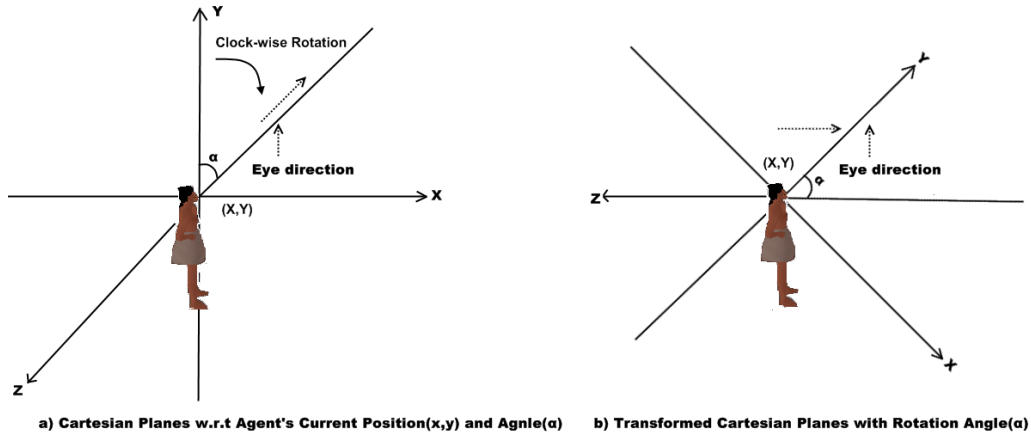 Y
Clock-wise Rotation
α
Eye direction
X
(X,Y)
Z
a) Cartesian Planes w.r.t Agent's Current Position(x,y) and Agnle(α)
Y
(X,Y)
Eye direction
α
Z
X
b) Transformed Cartesian Planes with Rotation Angle(α)